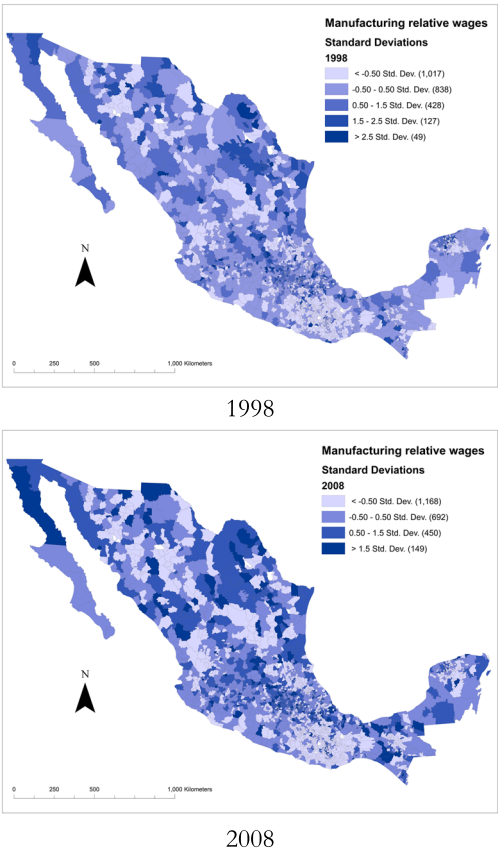 Manufacturing relative wages
Standard Deviations
1998
< -0.50 Std. Dev. (1,017)
-0.50 - 0.50 Std. Dev. (838)
0.50 - 1.5 Std. Dev. (428)
1.5 - 2.5 Std. Dev. (127)
> 2.5 Std. Dev. (49)
N
0 250 500 1,000 Kilometers
1998
Manufacturing relative wages
Standard Deviations
2008
< -0.50 Std. Dev. (1,168)
-0.50 - 0.50 Std. Dev. (692)
0.50 - 1.5 Std. Dev. (450)
> 1.5 Std. Dev. (149)
N
0 250 500 1,000 Kilometers
2008